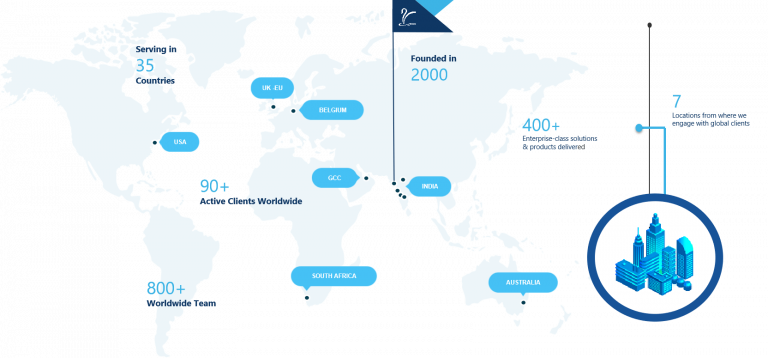 Serving in
35
Countries
Founded in
2000
UK -EU
BELGIUM
USA
GCC
INDIA
90+
Active Clients Worldwide
400+
Enterprise-class solutions
& products delivered
7
Locations from where we
engage with global clients
SOUTH AFRICA
AUSTRALIA
800+
Worldwide Team